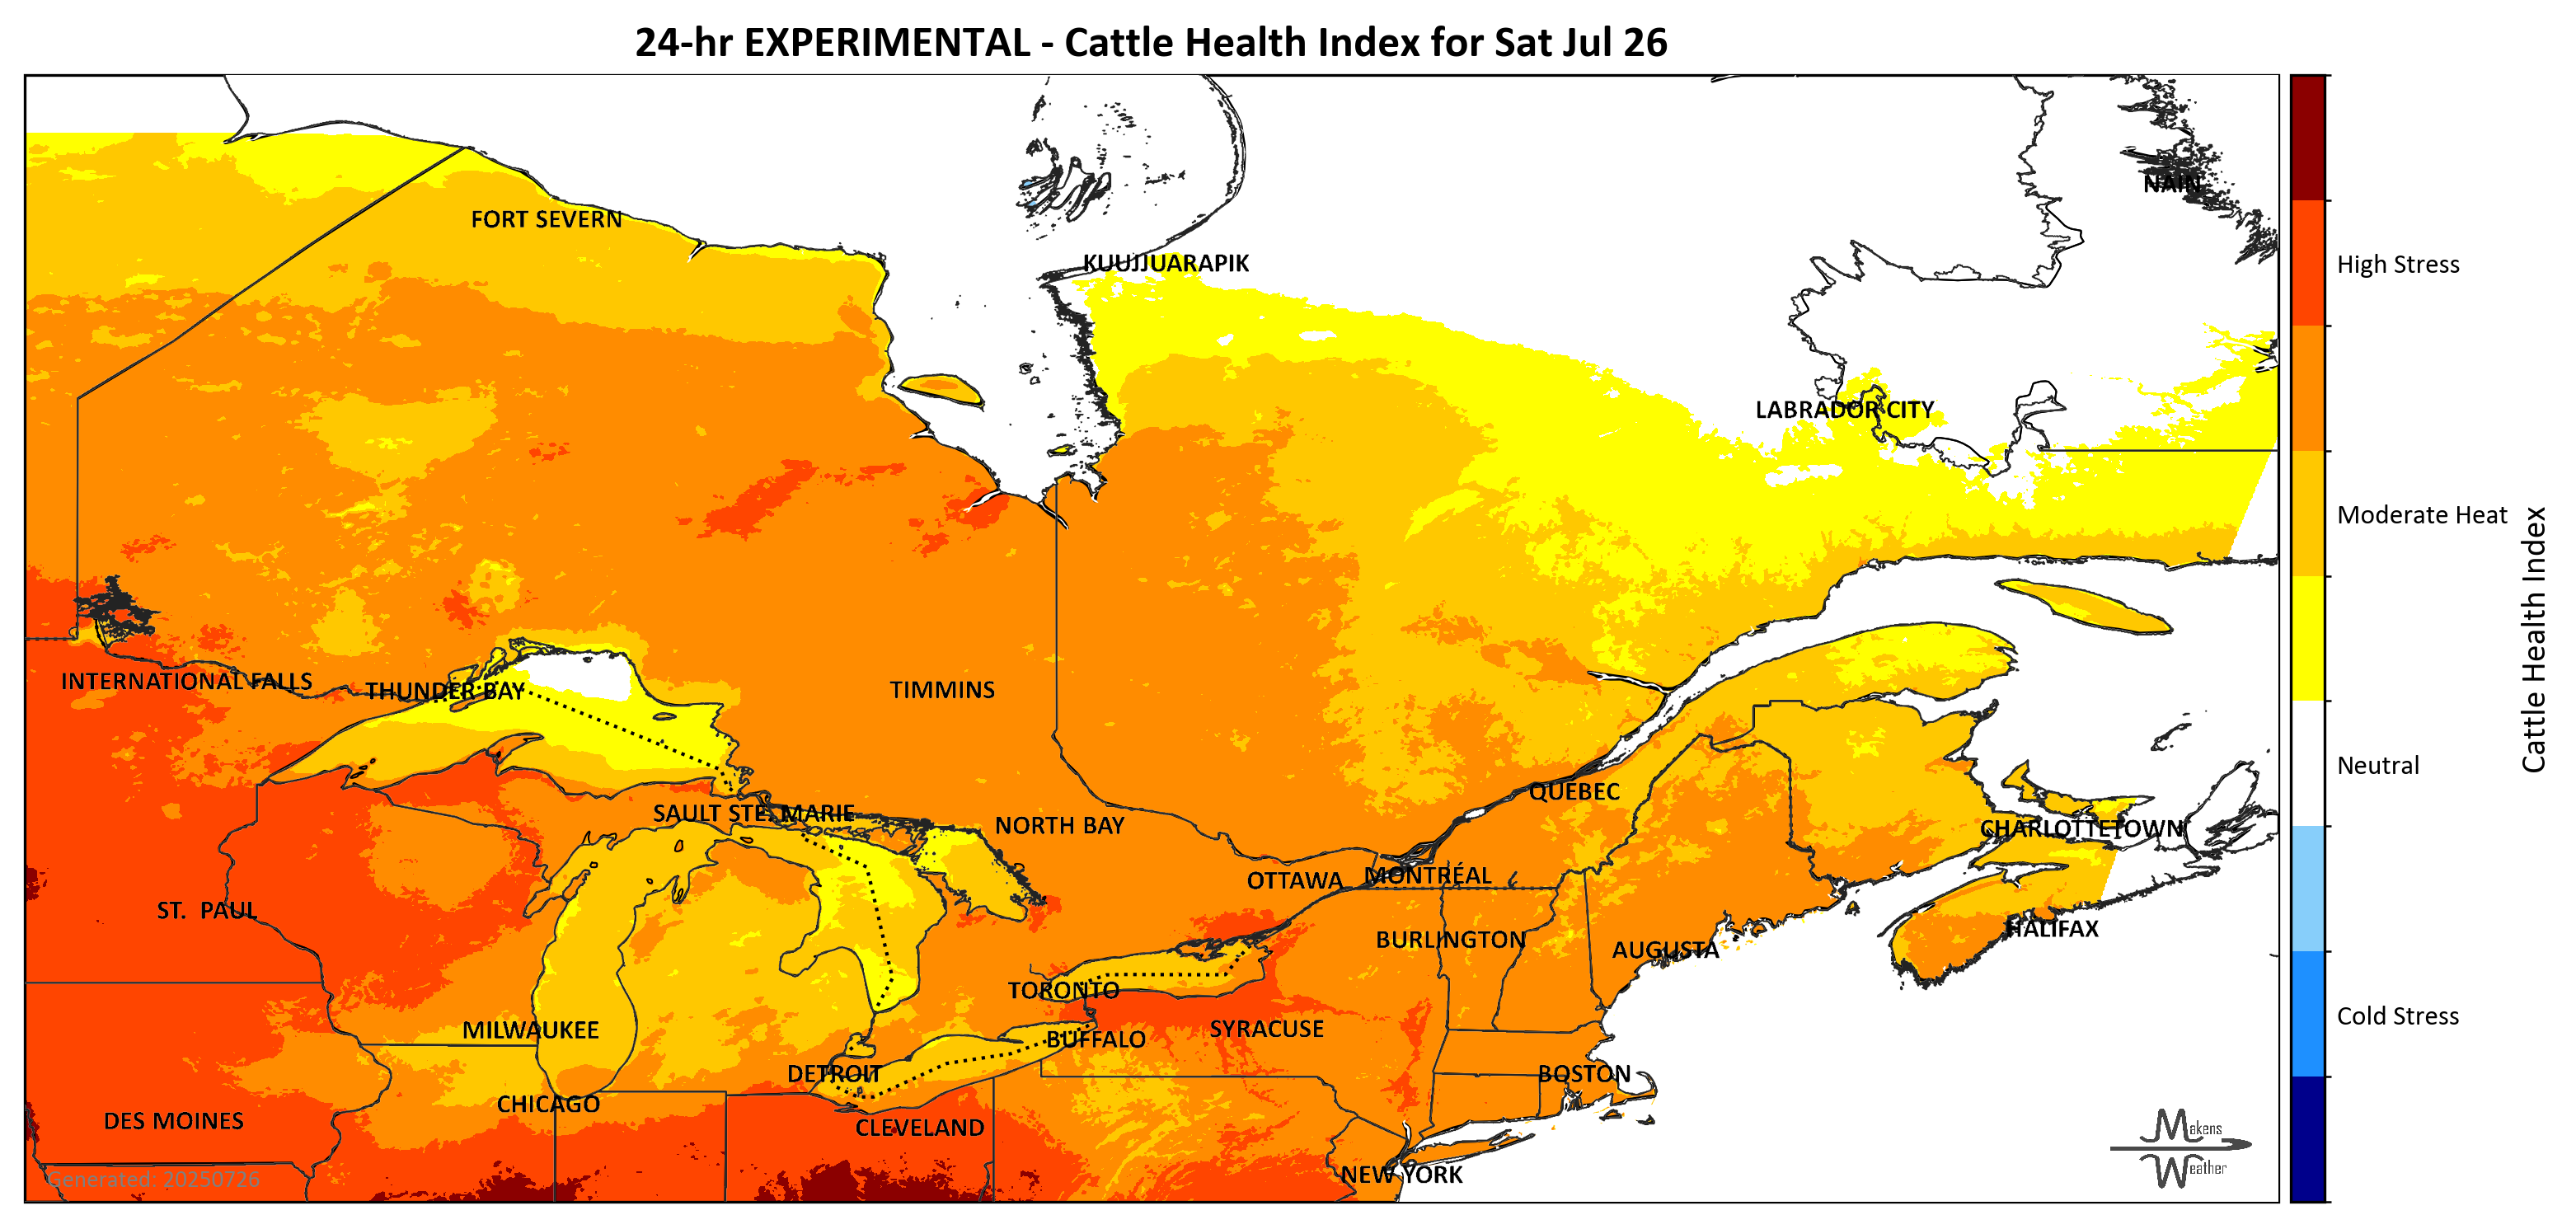 24-hr EXPERIMENTAL - Cattle Health Index for Sat Jul 26
NAIN
FORT SEVERN
KUUJJUARAPIK
High Stress
LABRADOR CITY
Moderate Heat
Cattle Health Index
INTERNATIONAL FALLS
THUNDER BAY
TIMMINS
Neutral
QUEBEC
SAULT STE. MARIE
NORTH BAY
CHARLOTTETOWN
OTTAWA
MONTRÉAL
ST. PAUL
HALIFAX
BURLINGTON
AUGUSTA
TORONTO
Cold Stress
MILWAUKEE
SYRACUSE
BUFFALO
DETROIT
BOSTON
CHICAGO
DES MOINES
CLEVELAND
Makens
Weather
NEW YORK
Generated: 20250726